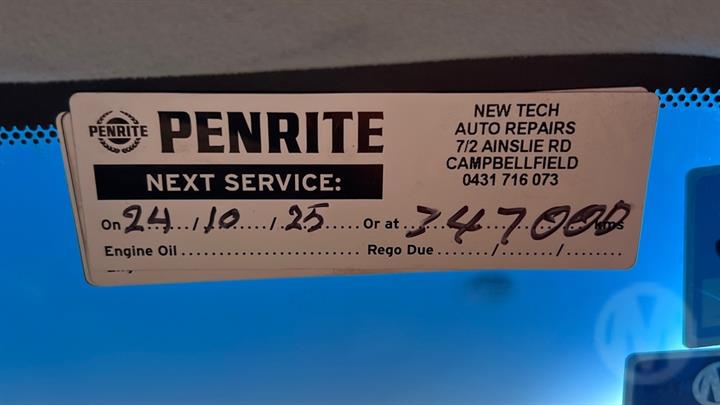 PENRITE PENRITE
NEXT SERVICE:
NEW TECH
AUTO REPAIRS
7/2 AINSLIE RD
CAMPBELLFIELD
0431 716 073
On 24 / 10 / 25 Or at 347000 kms
Engine Oil Rego Due / /